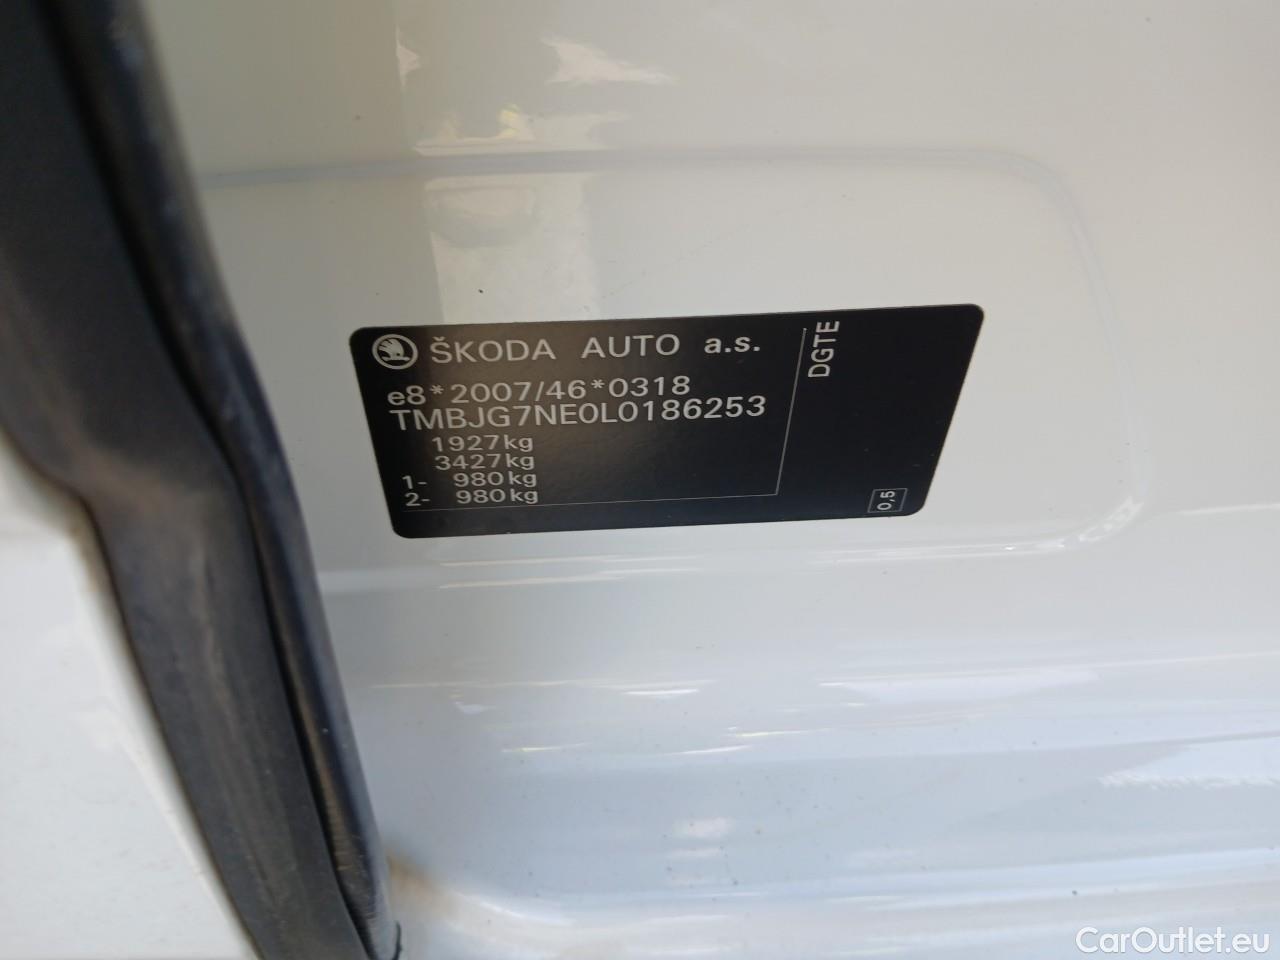 ŠKODA AUTO a.s.
e8*2007/46*0318
TMBJG7NE0L0186253
1927kg
3427kg
1- 980kg
2- 980kg
DGTE
0,5
CarOutlet.eu